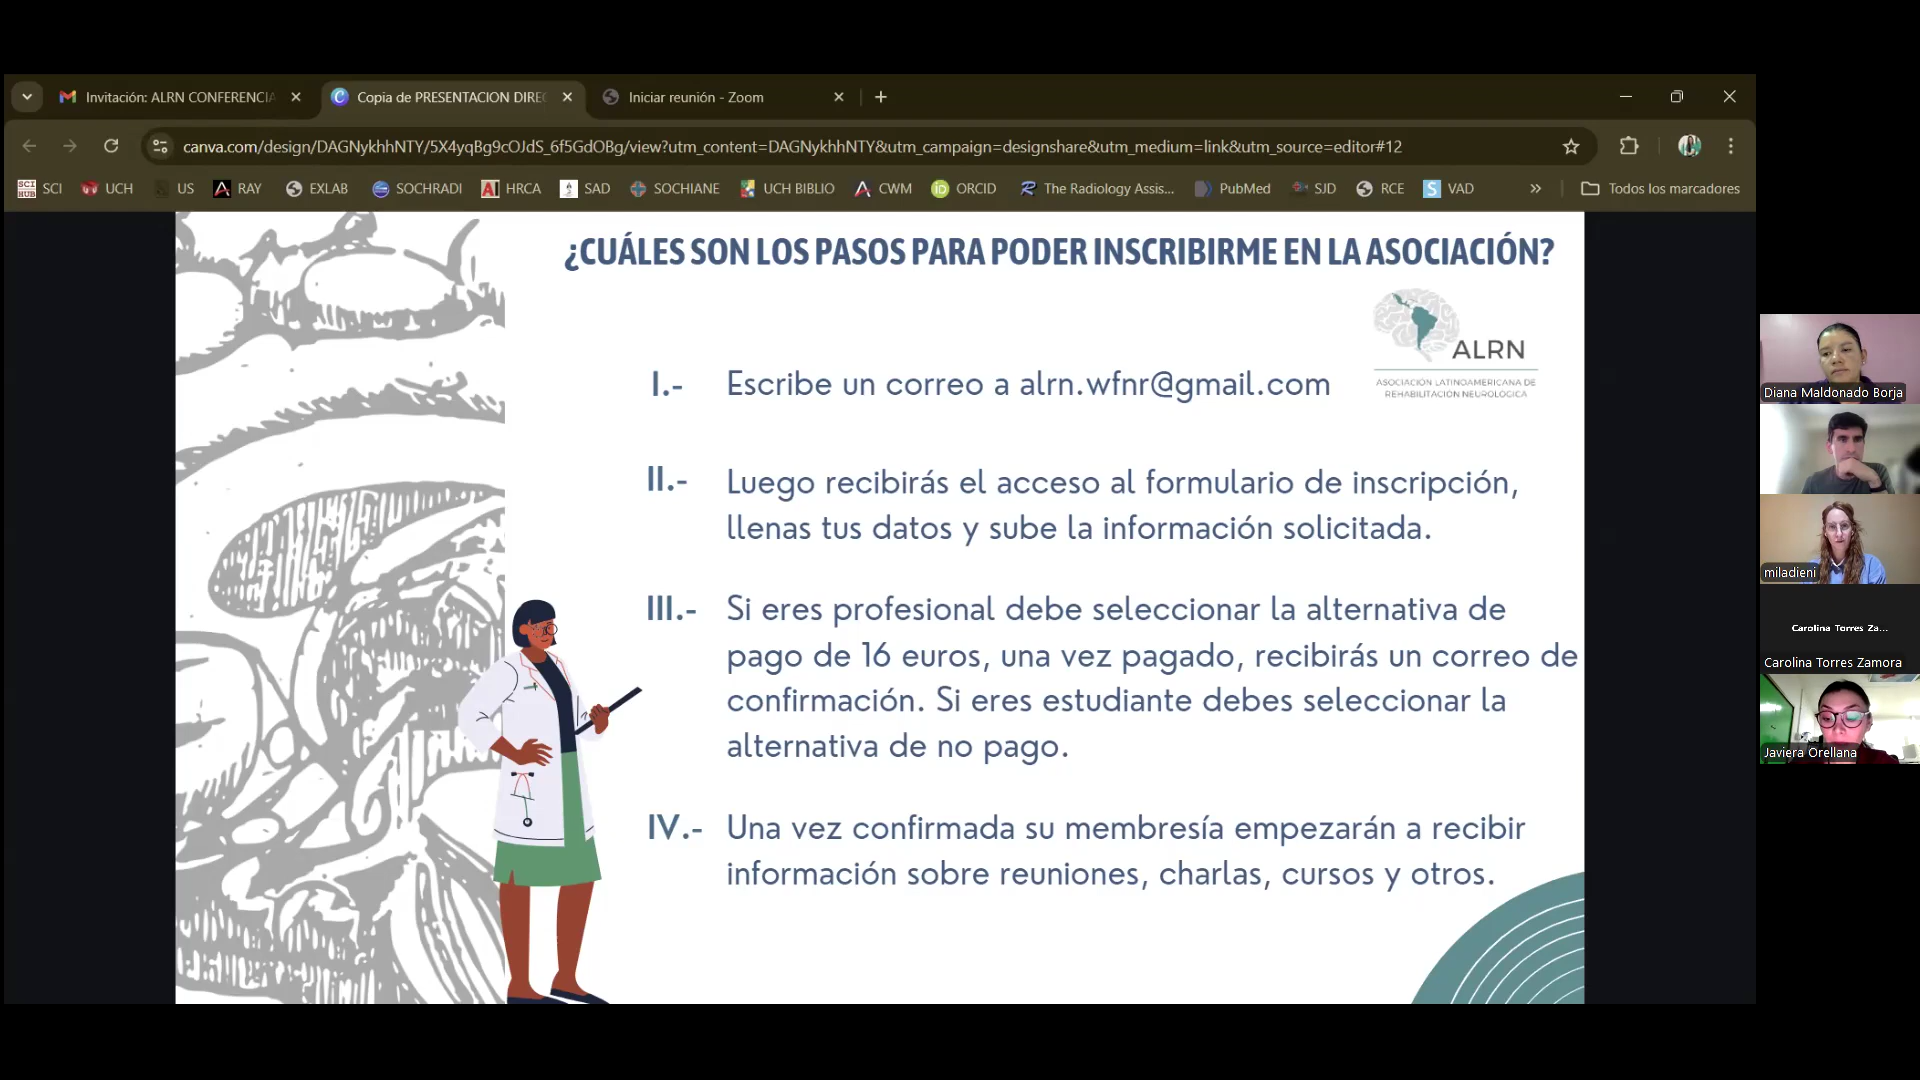 Invitación: ALRN CONFERENCIA
Copia de PRESENTACION DIREC
Iniciar reunión - Zoom
canva.com/design/DAGNykhhNTY/5X4yqBg9cOJdS_6f5GdOBg/view?utm_content=DAGNykhhNTY&utm_campaign=designshare&utm_medium=link&utm_source=editor#12
SCI HUB SCI UCH US RAY EXLAB SOCHRADI HRCA SAD SOCHIANE UCH BIBLIO CWM iD ORCID The Radiology Assis... PubMed SJD RCE VAD » Todos los marcadores
¿CUÁLES SON LOS PASOS PARA PODER INSCRIBIRME EN LA ASOCIACIÓN?
ALRN
ASOCIACIÓN LATINOAMERICANA DE
REHABILITACIÓN NEUROLÓGICA
I.- Escribe un correo a alrn.wfnr@gmail.com
II.- Luego recibirás el acceso al formulario de inscripción,
llenas tus datos y sube la información solicitada.
III.- Si eres profesional debe seleccionar la alternativa de
pago de 16 euros, una vez pagado, recibirás un correo de
confirmación. Si eres estudiante debes seleccionar la
alternativa de no pago.
IV.- Una vez confirmada su membresía empezarán a recibir
información sobre reuniones, charlas, cursos y otros.
Diana Maldonado Borja
miladieni
Carolina Torres Za...
Carolina Torres Zamora
Javiera Orellana